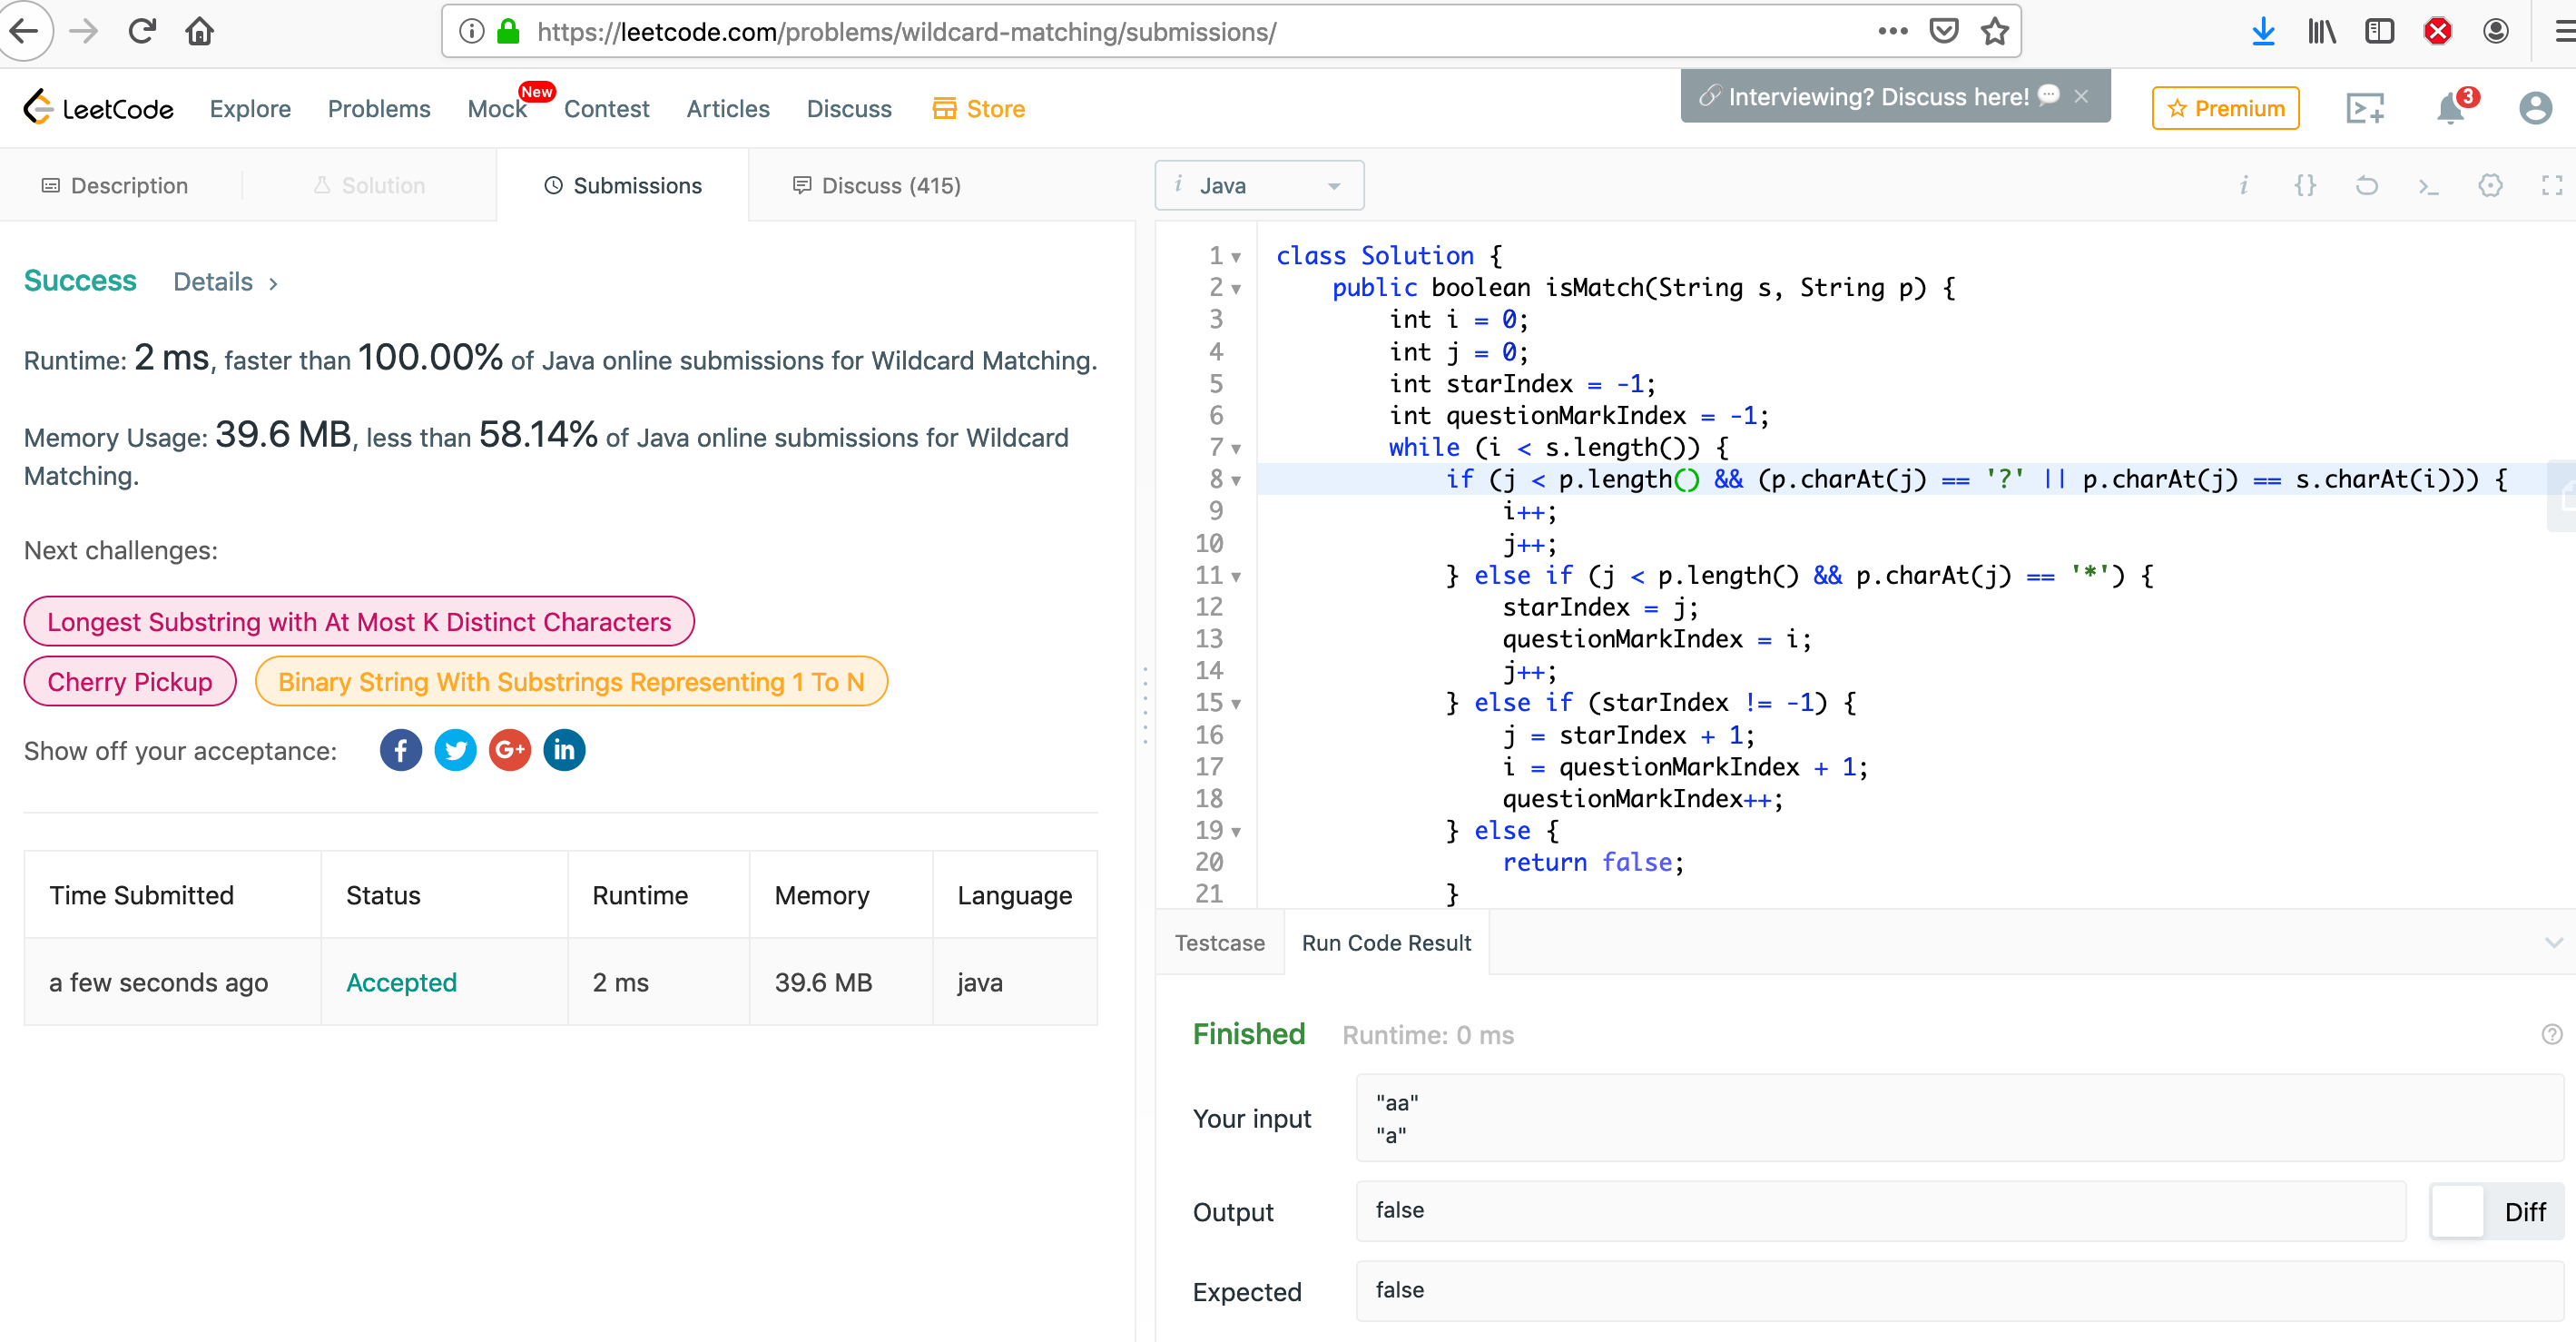 https://leetcode.com/problems/wildcard-matching/submissions/
LeetCode
Explore
Problems
Mock
New
Contest
Articles
Discuss
Store
Interviewing? Discuss here!
Premium
3
Description
Solution
Submissions
Discuss (415)
i Java
Success
Details
Runtime: 2 ms, faster than 100.00% of Java online submissions for Wildcard Matching.
Memory Usage: 39.6 MB, less than 58.14% of Java online submissions for Wildcard
Matching.
Next challenges:
Longest Substring with At Most K Distinct Characters
Cherry Pickup
Binary String With Substrings Representing 1 To N
Show off your acceptance:
Time Submitted Status Runtime Memory Language
a few seconds ago Accepted 2 ms 39.6 MB java
1 class Solution {
2 public boolean isMatch(String s, String p) {
3 int i = 0;
4 int j = 0;
5 int starIndex = -1;
6 int questionMarkIndex = -1;
7 while (i < s.length()) {
8 if (j < p.length() && (p.charAt(j) == '?' || p.charAt(j) == s.charAt(i))) {
9 i++;
10 j++;
11 } else if (j < p.length() && p.charAt(j) == '*') {
12 starIndex = j;
13 questionMarkIndex = i;
14 j++;
15 } else if (starIndex != -1) {
16 j = starIndex + 1;
17 i = questionMarkIndex + 1;
18 questionMarkIndex++;
19 } else {
20 return false;
21 }
Testcase
Run Code Result
Finished
Runtime: 0 ms
Your input
"aa"
"a"
Output
false
Diff
Expected
false